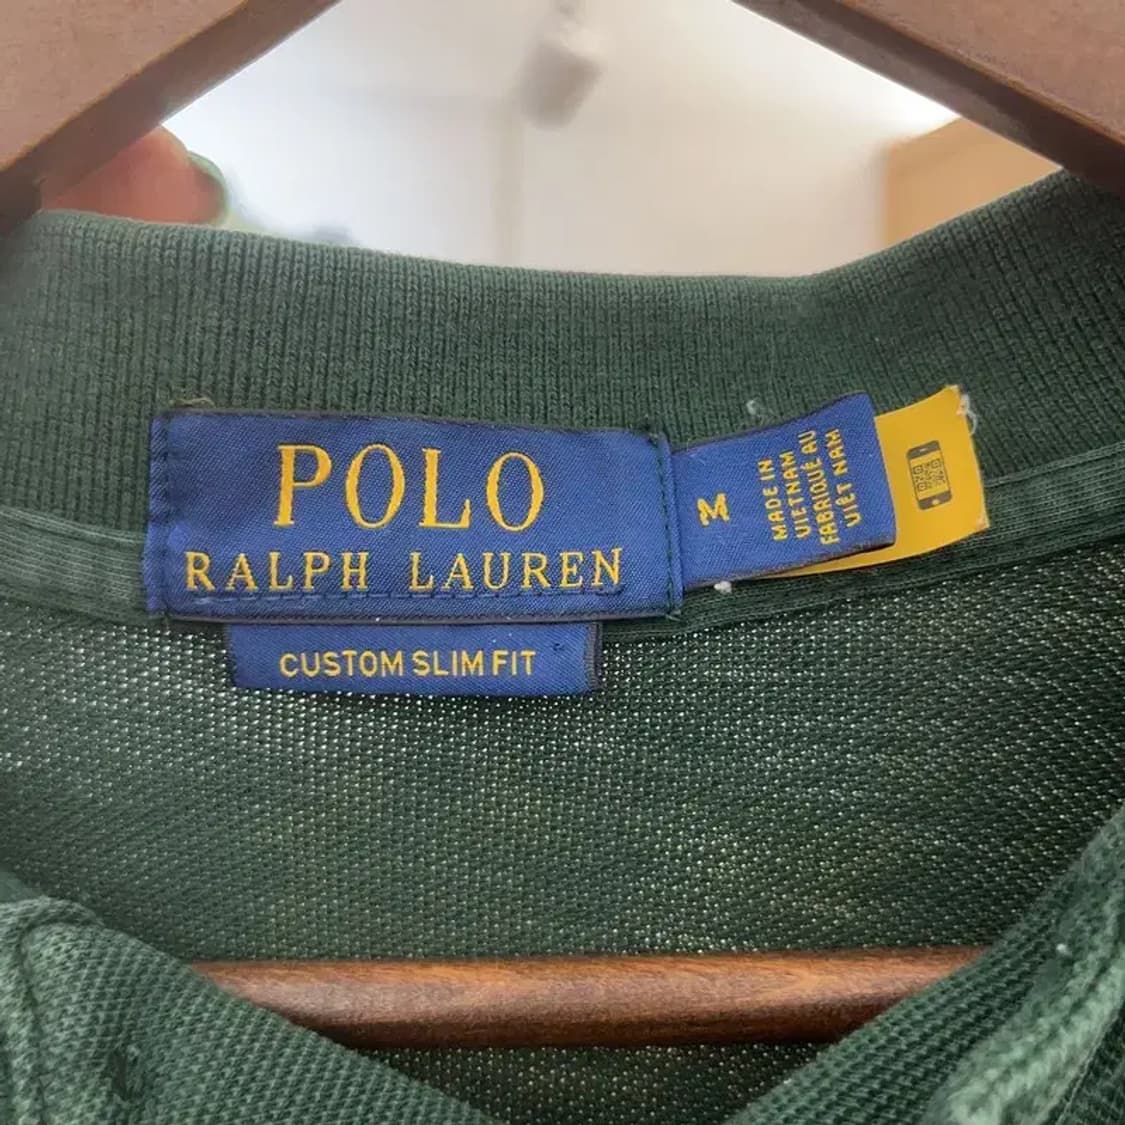 POLO
RALPH LAUREN
CUSTOM SLIM FIT
M
MADE IN
VIETNAM
FABRIQUÉ AU
VIÊT NAM